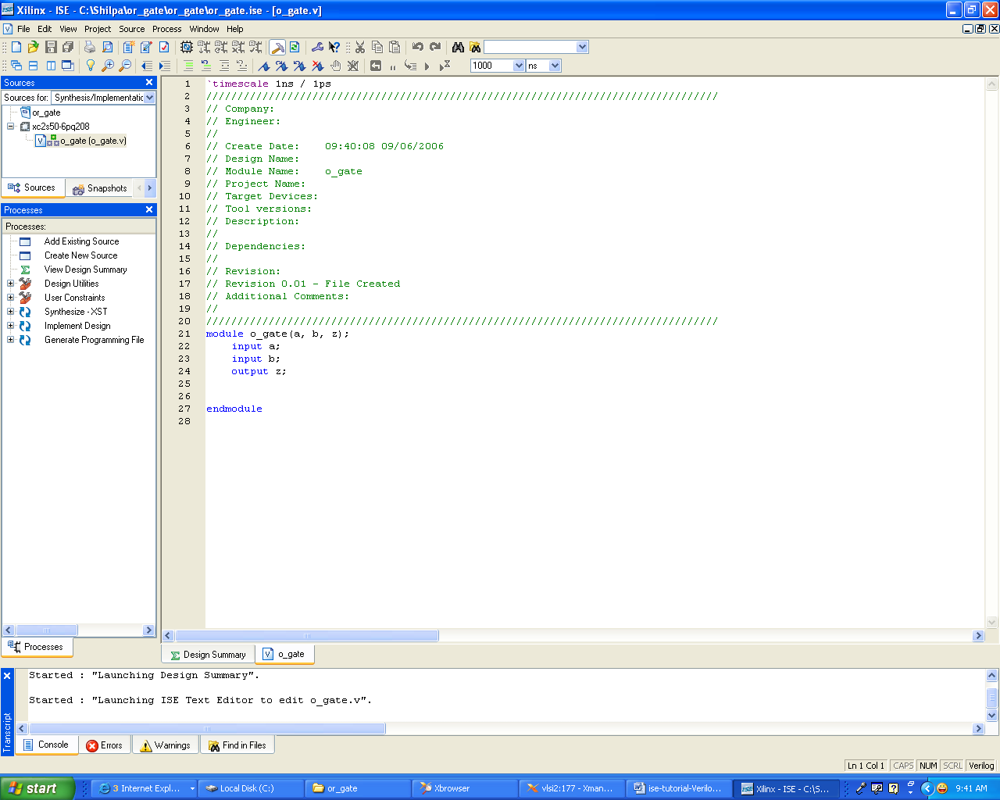 Xilinx - ISE - C:\Shilpa\or_gate\or_gate\or_gate.ise - [o_gate.v]
File Edit View Project Source Process Window Help
1000 ns
Sources
Sources for: Synthesis/Implementatic
or_gate
xc2s50-6pq208
o_gate (o_gate.v)
Sources Snapshots
Processes
Processes:
Add Existing Source
Create New Source
View Design Summary
Design Utilities
User Constraints
Synthesize - XST
Implement Design
Generate Programming File
Processes
1 `timescale 1ns / 1ps
2 //////////////////////////////////////////////////////////////////////////////////
3 // Company:
4 // Engineer:
5 //
6 // Create Date:    09:40:08 09/06/2006
7 // Design Name:
8 // Module Name:    o_gate
9 // Project Name:
10 // Target Devices:
11 // Tool versions:
12 // Description:
13 //
14 // Dependencies:
15 //
16 // Revision:
17 // Revision 0.01 - File Created
18 // Additional Comments:
19 //
20 //////////////////////////////////////////////////////////////////////////////////
21 module o_gate(a, b, z);
22     input a;
23     input b;
24     output z;
25
26
27 endmodule
28
Design Summary o_gate
Started : "Launching Design Summary".
Started : "Launching ISE Text Editor to edit o_gate.v".
Transcript
Console Errors Warnings Find in Files
Ln 1 Col 1 CAPS NUM SCRL Verilog
start 3 Internet Expl... Local Disk (C:) or_gate Xbrowser vlsi2:177 - Xman... ise-tutorial-Verilo... Xilinx - ISE - C:\S... 9:41 AM